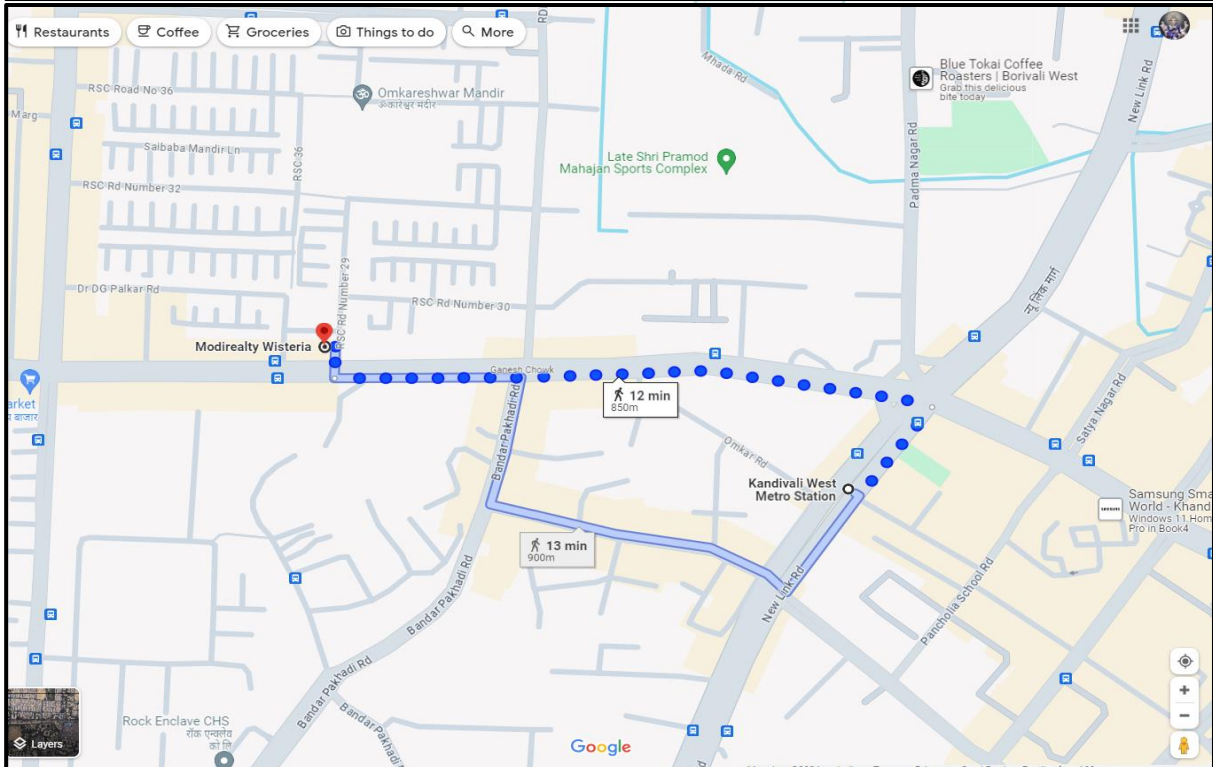 Restaurants
Coffee
Groceries
Things to do
More
RD
New Link Rd
Blue Tokai Coffee
Roasters | Borivali West
Grab this delicious
bite today
Mhada Rd
RSC Road No 36
Omkareshwar Mandir
ओंकारेश्वर मंदीर
Marg
Saibaba Mandir Ln
RSC 36
Late Shri Pramod
Mahajan Sports Complex
Padma Nagar Rd
RSC Rd Number 32
Dr DG Palkar Rd
RSC Rd Number 29
RSC Rd Number 30
न्यू लिंक मार्ग
Modirealty Wisteria
Ganesh Chowk
12 min
850m
Satya Nagar Rd
arket
बाजार
Bandar Pakhadi Rd
Omkar Rd
Kandivali West
Metro Station
Samsung Sma
World - Khand
Windows 11 Hom
Pro in Book4
13 min
900m
New Link Rd
Pancholia School Rd
Bandar Pakhadi Rd
Bandar Pakhadi Rd
Bandar Pakhadi R
Rock Enclave CHS
रॉक एन्क्लेव
को लि
Layers
Google